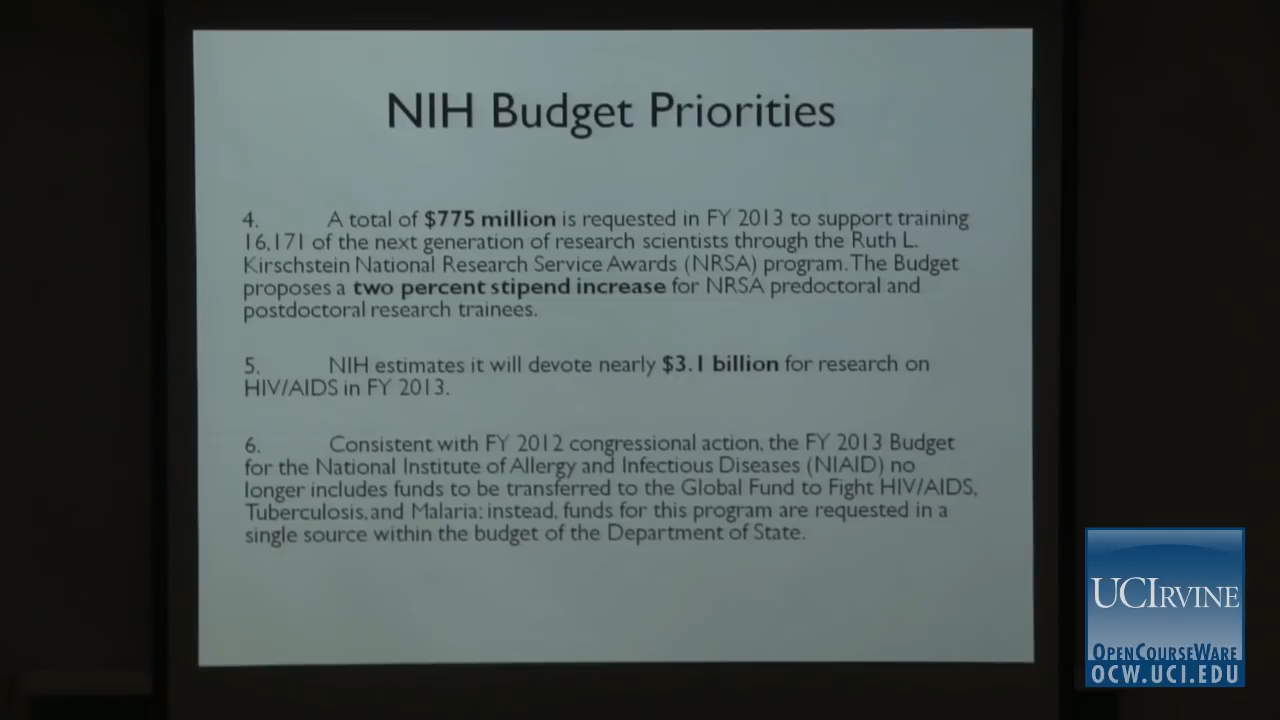 NIH Budget Priorities
4. A total of $775 million is requested in FY 2013 to support training
16,171 of the next generation of research scientists through the Ruth L.
Kirschstein National Research Service Awards (NRSA) program. The Budget
proposes a two percent stipend increase for NRSA predoctoral and
postdoctoral research trainees.
5. NIH estimates it will devote nearly $3.1 billion for research on
HIV/AIDS in FY 2013.
6. Consistent with FY 2012 congressional action, the FY 2013 Budget
for the National Institute of Allergy and Infectious Diseases (NIAID) no
longer includes funds to be transferred to the Global Fund to Fight HIV/AIDS,
Tuberculosis, and Malaria; instead, funds for this program are requested in a
single source within the budget of the Department of State.
UCIRVINE
OPENCOURSEWARE
OCW.UCI.EDU